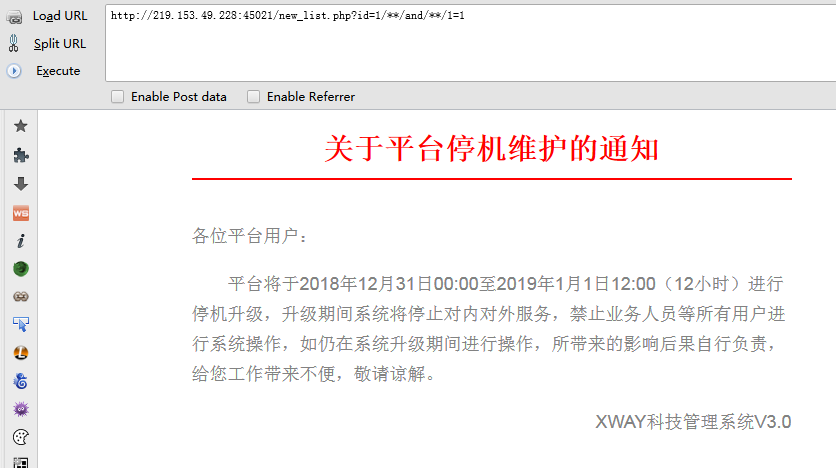 Load URL
http://219.153.49.228:45021/new_list.php?id=1/**/and/**/1=1
Split URL
Execute
Enable Post data Enable Referrer
关于平台停机维护的通知
各位平台用户：
平台将于2018年12月31日00:00至2019年1月1日12:00（12小时）进行
停机升级，升级期间系统将停止对内对外服务，禁止业务人员等所有用户进
行系统操作，如仍在系统升级期间进行操作，所带来的影响后果自行负责，
给您工作带来不便，敬请谅解。
XWAY科技管理系统V3.0